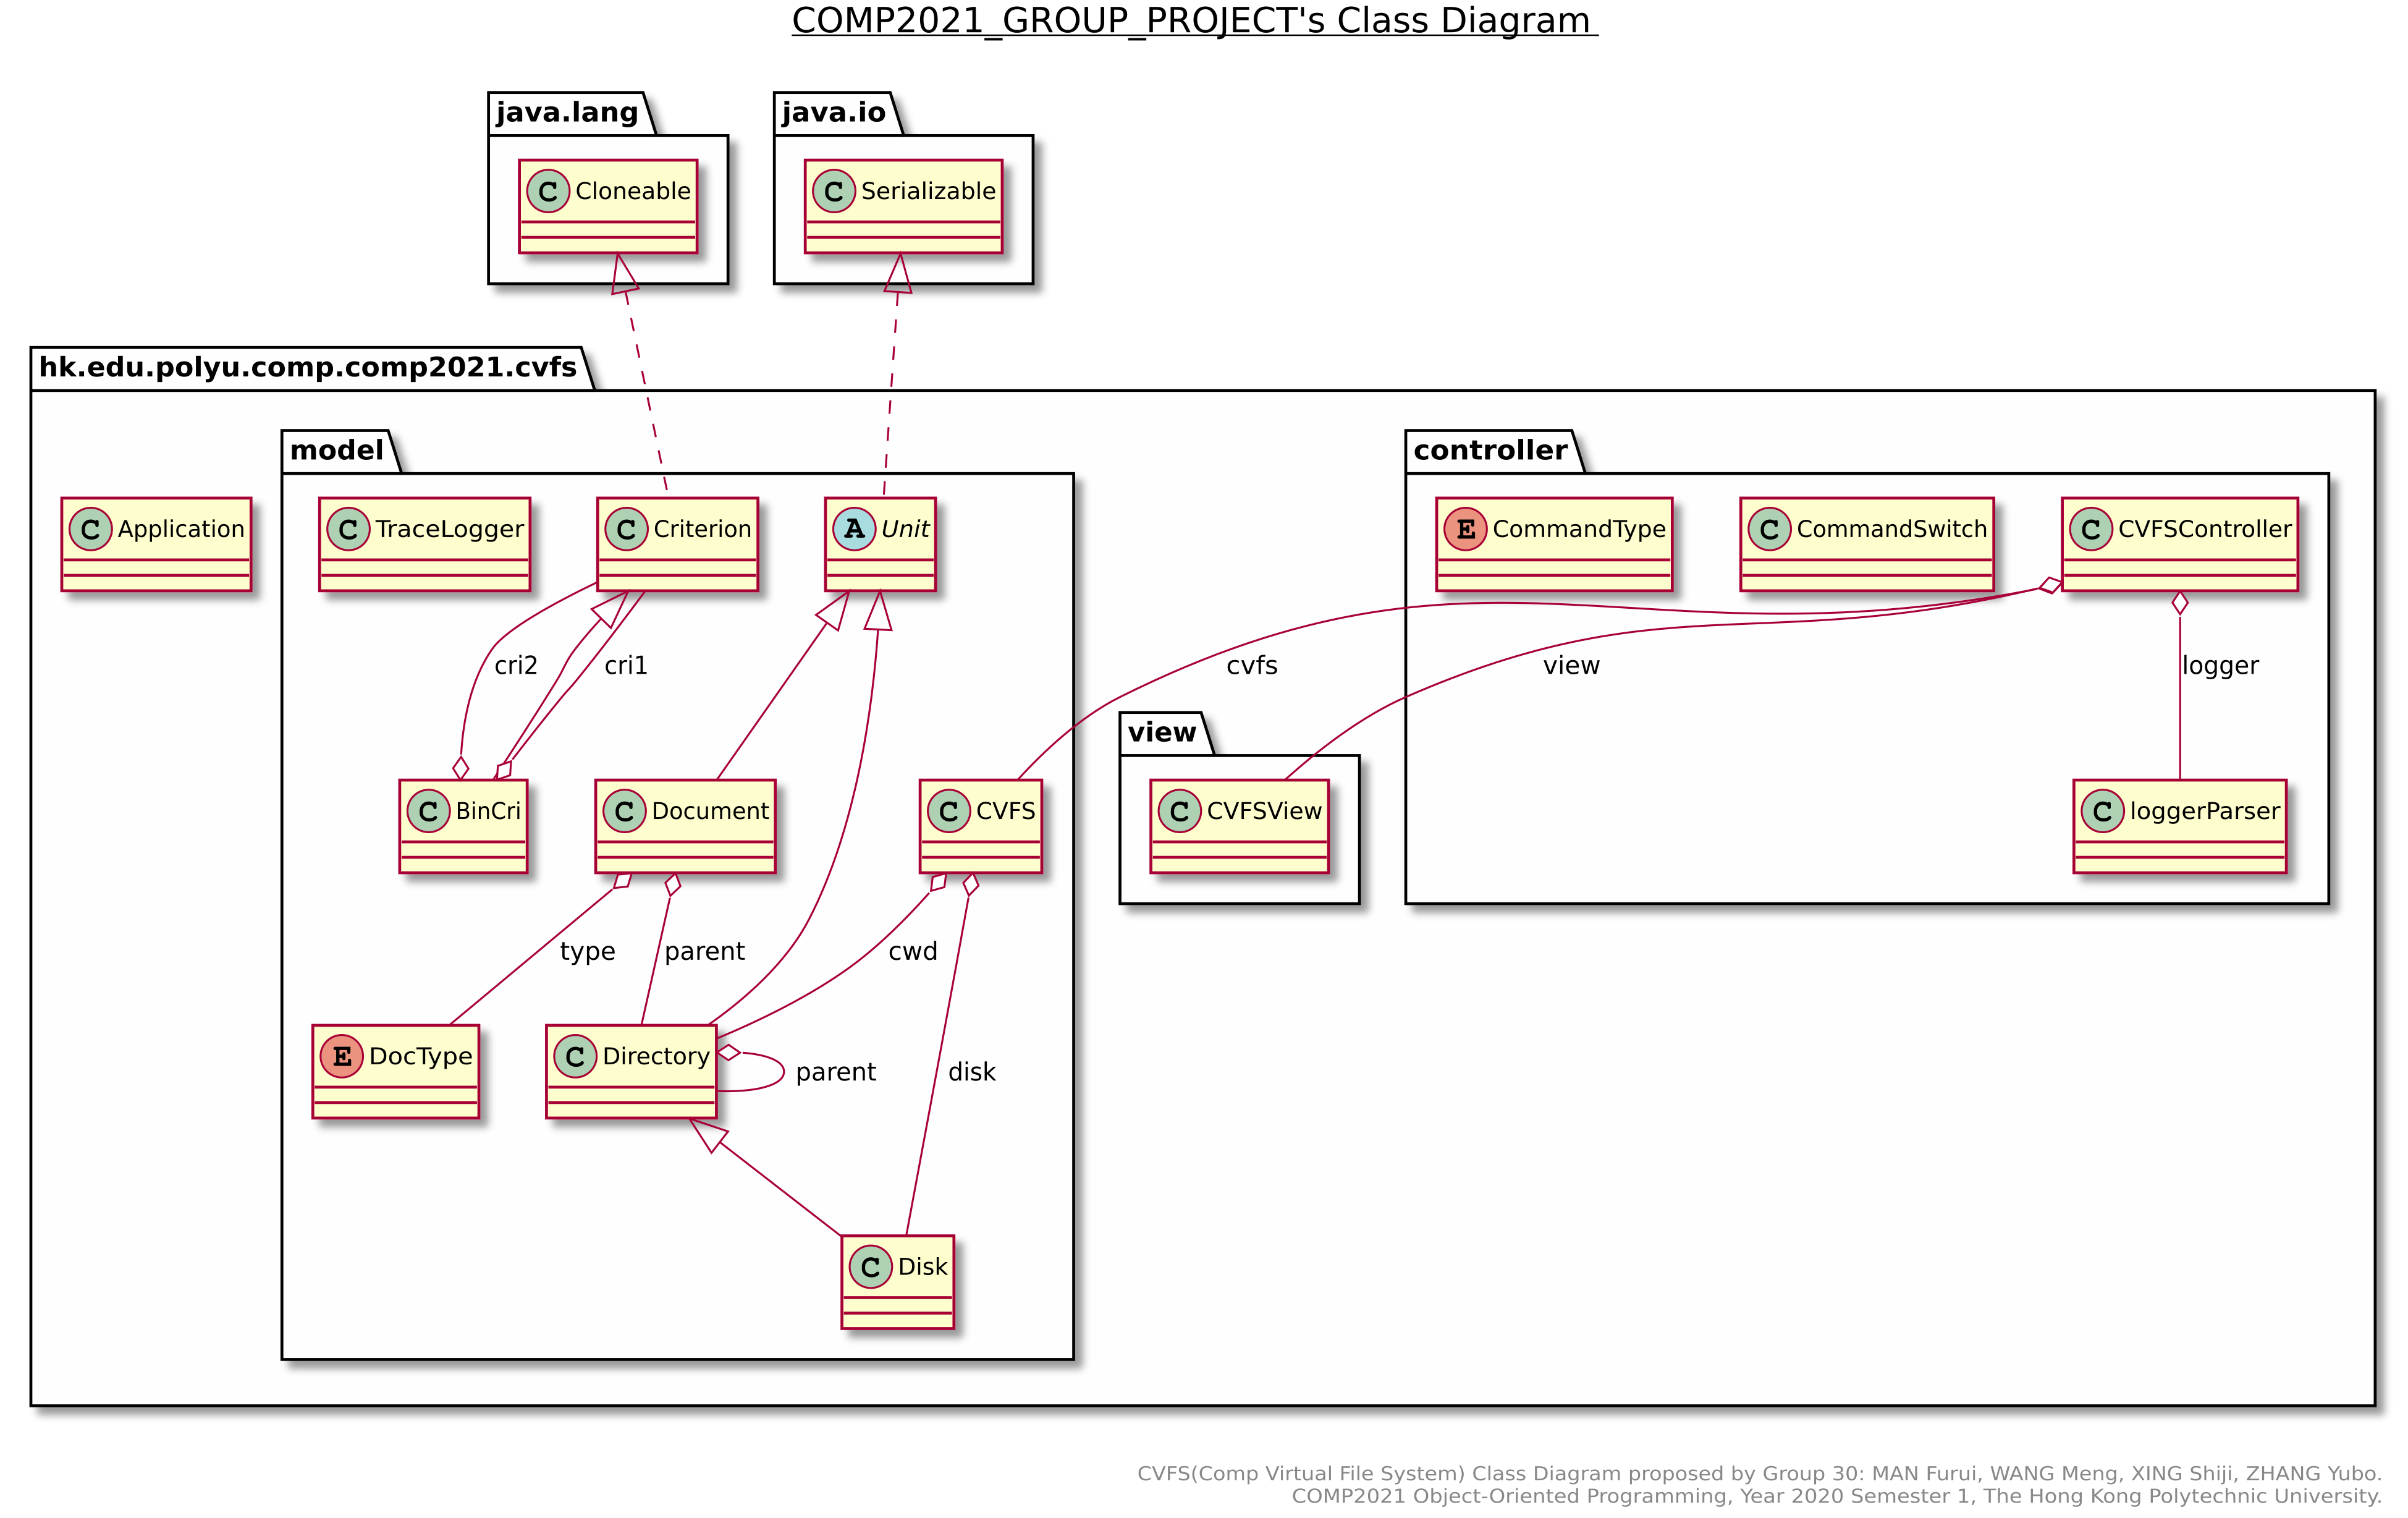 COMP2021_GROUP_PROJECT's Class Diagram
java.lang
java.io
C Cloneable
C Serializable
hk.edu.polyu.comp.comp2021.cvfs
model
controller
C Application
C TraceLogger
C Criterion
A Unit
E CommandType
C CommandSwitch
C CVFSController
cri2
cri1
cvfs
view
logger
view
C BinCri
C Document
C CVFS
C CVFSView
C loggerParser
type
parent
cwd
E DocType
C Directory
parent
disk
C Disk
CVFS(Comp Virtual File System) Class Diagram proposed by Group 30: MAN Furui, WANG Meng, XING Shiji, ZHANG Yubo.
COMP2021 Object-Oriented Programming, Year 2020 Semester 1, The Hong Kong Polytechnic University.